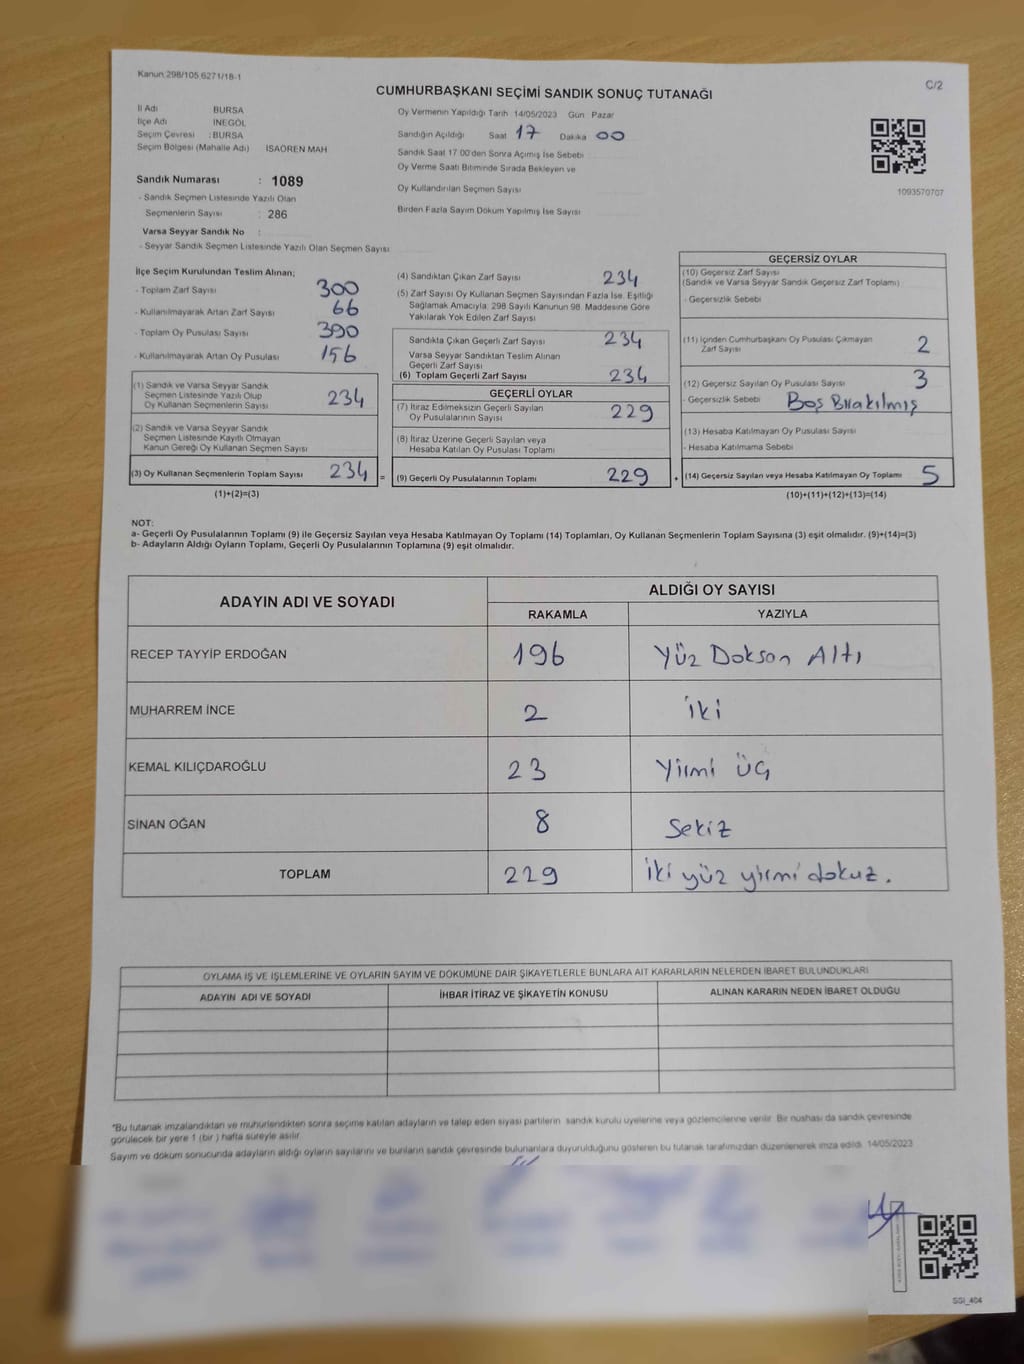 Kanun 298/105,6271/18-1
C/2
CUMHURBAŞKANI SEÇİMİ SANDIK SONUÇ TUTANAĞI
İl Adı BURSA
İlçe Adı İNEGÖL
Seçim Çevresi : BURSA
Seçim Bölgesi (Mahalle Adı) İSAÖREN MAH
Oy Vermenin Yapıldığı Tarih 14/05/2023 Gün Pazar
Sandığın Açıldığı Saat 17 Dakika 00
Sandık Saat 17 00'den Sonra Açımış İse Sebebi
Oy Verme Saati Bitiminde Sırada Bekleyen ve
Oy Kullandırılan Seçmen Sayısı
Birden Fazla Sayım Döküm Yapılmış İse Sayısı
1093570707
Sandık Numarası : 1089
- Sandık Seçmen Listesinde Yazılı Olan
Seçmenlerin Sayısı : 286
Varsa Seyyar Sandık No :
- Seyyar Sandık Seçmen Listesinde Yazılı Olan Seçmen Sayısı
İlçe Seçim Kurulundan Teslim Alınan;
- Toplam Zarf Sayısı 300
- Kullanılmayarak Artan Zarf Sayısı 66
- Toplam Oy Pusulası Sayısı 390
- Kullanılmayarak Artan Oy Pusulası 156
(1) Sandık ve Varsa Seyyar Sandık
Seçmen Listesinde Yazılı Olup
Oy Kullanan Seçmenlerin Sayısı 234
(2) Sandık ve Varsa Seyyar Sandık
Seçmen Listesinde Kayıtlı Olmayan
Kanun Gereği Oy Kullanan Seçmen Sayısı
(3) Oy Kullanan Seçmenlerin Toplam Sayısı 234 =
(1)+(2)=(3)
(4) Sandıktan Çıkan Zarf Sayısı 234
(5) Zarf Sayısı Oy Kullanan Seçmen Sayısından Fazla İse, Eşitliği
Sağlamak Amacıyla; 298 Sayılı Kanunun 98. Maddesine Göre
Yakılarak Yok Edilen Zarf Sayısı
Sandıkta Çıkan Geçerli Zarf Sayısı 234
Varsa Seyyar Sandıktan Teslim Alınan
Geçerli Zarf Sayısı
(6) Toplam Geçerli Zarf Sayısı 234
GEÇERLİ OYLAR
(7) İtiraz Edilmeksizin Geçerli Sayılan
Oy Pusulalarının Sayısı 229
(8) İtiraz Üzerine Geçerli Sayılan veya
Hesaba Katılan Oy Pusulası Toplamı
(9) Geçerli Oy Pusulalarının Toplamı 229 +
GEÇERSİZ OYLAR
(10) Geçersiz Zarf Sayısı
(Sandık ve Varsa Seyyar Sandık Geçersiz Zarf Toplamı)
- Geçersizlik Sebebi
(11) İçinden Cumhurbaşkanı Oy Pusulası Çıkmayan
Zarf Sayısı 2
(12) Geçersiz Sayılan Oy Pusulası Sayısı 3
- Geçersizlik Sebebi Boş Bırakılmış
(13) Hesaba Katılmayan Oy Pusulası Sayısı
- Hesaba Katılmama Sebebi
(14) Geçersiz Sayılan veya Hesaba Katılmayan Oy Toplamı 5
(10)+(11)+(12)+(13)=(14)
NOT:
a- Geçerli Oy Pusulalarının Toplamı (9) ile Geçersiz Sayılan veya Hesaba Katılmayan Oy Toplamı (14) Toplamları, Oy Kullanan Seçmenlerin Toplam Sayısına (3) eşit olmalıdır. (9)+(14)=(3)
b- Adayların Aldığı Oyların Toplamı, Geçerli Oy Pusulalarının Toplamına (9) eşit olmalıdır.
ADAYIN ADI VE SOYADI
ALDIĞI OY SAYISI
RAKAMLA YAZIYLA
RECEP TAYYİP ERDOĞAN 196 Yüz Dokson Altı
MUHARREM İNCE 2 iki
KEMAL KILIÇDAROĞLU 23 Yirmi üç
SİNAN OĞAN 8 Sekiz
TOPLAM 229 iki yüz yirmi dokuz.
OYLAMA İŞ VE İŞLEMLERİNE VE OYLARIN SAYIM VE DÖKÜMÜNE DAİR ŞİKAYETLERLE BUNLARA AİT KARARLARIN NELERDEN İBARET BULUNDUKLARI
ADAYIN ADI VE SOYADI İHBAR İTİRAZ VE ŞİKAYETİN KONUSU ALINAN KARARIN NEDEN İBARET OLDUĞU
*Bu tutanak imzalandıktan ve mühürlendikten sonra seçime katılan adayların ve talep eden siyasi partilerin sandık kurulu üyelerine veya gözlemcilerine verilir. Bir nüshası da sandık çevresinde
görülecek bir yere 1 (bir) hafta süreyle asılır.
Sayım ve döküm sonucunda adayların aldığı oyların sayılarını ve bunların sandık çevresinde bulunanlara duyurulduğunu gösteren bu tutanak tarafımızdan düzenlenerek imza edildi. 14/05/2023
SGI_404